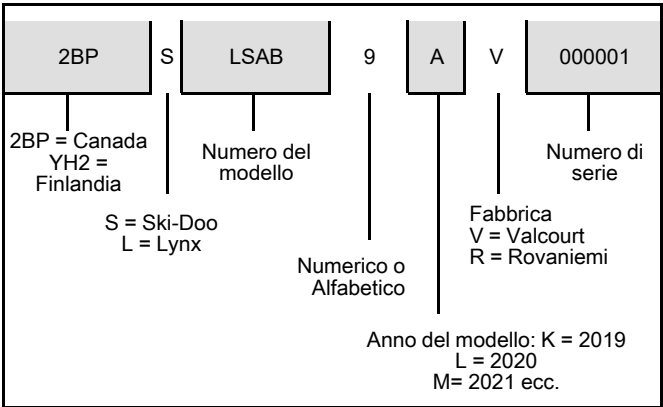 2BP S LSAB 9 A V 000001
2BP = Canada
YH2 =
Finlandia
Numero del
modello
Numero di
serie
S = Ski-Doo
L = Lynx
Fabbrica
V = Valcourt
R = Rovaniemi
Numerico o
Alfabetico
Anno del modello: K = 2019
L = 2020
M= 2021 ecc.